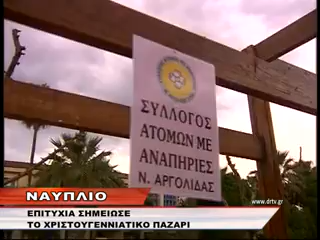 ΣΥΛΛΟΓΟΣ
ΑΤΟΜΩΝ ΜΕ
ΑΝΑΠΗΡΙΕΣ
Ν. ΑΡΓΟΛΙΔΑΣ
www.drtv.gr
ΝΑΥΠΛΙΟ
ΕΠΙΤΥΧΙΑ ΣΗΜΕΙΩΣΕ
ΤΟ ΧΡΙΣΤΟΥΓΕΝΝΙΑΤΙΚΟ ΠΑΖΑΡΙ